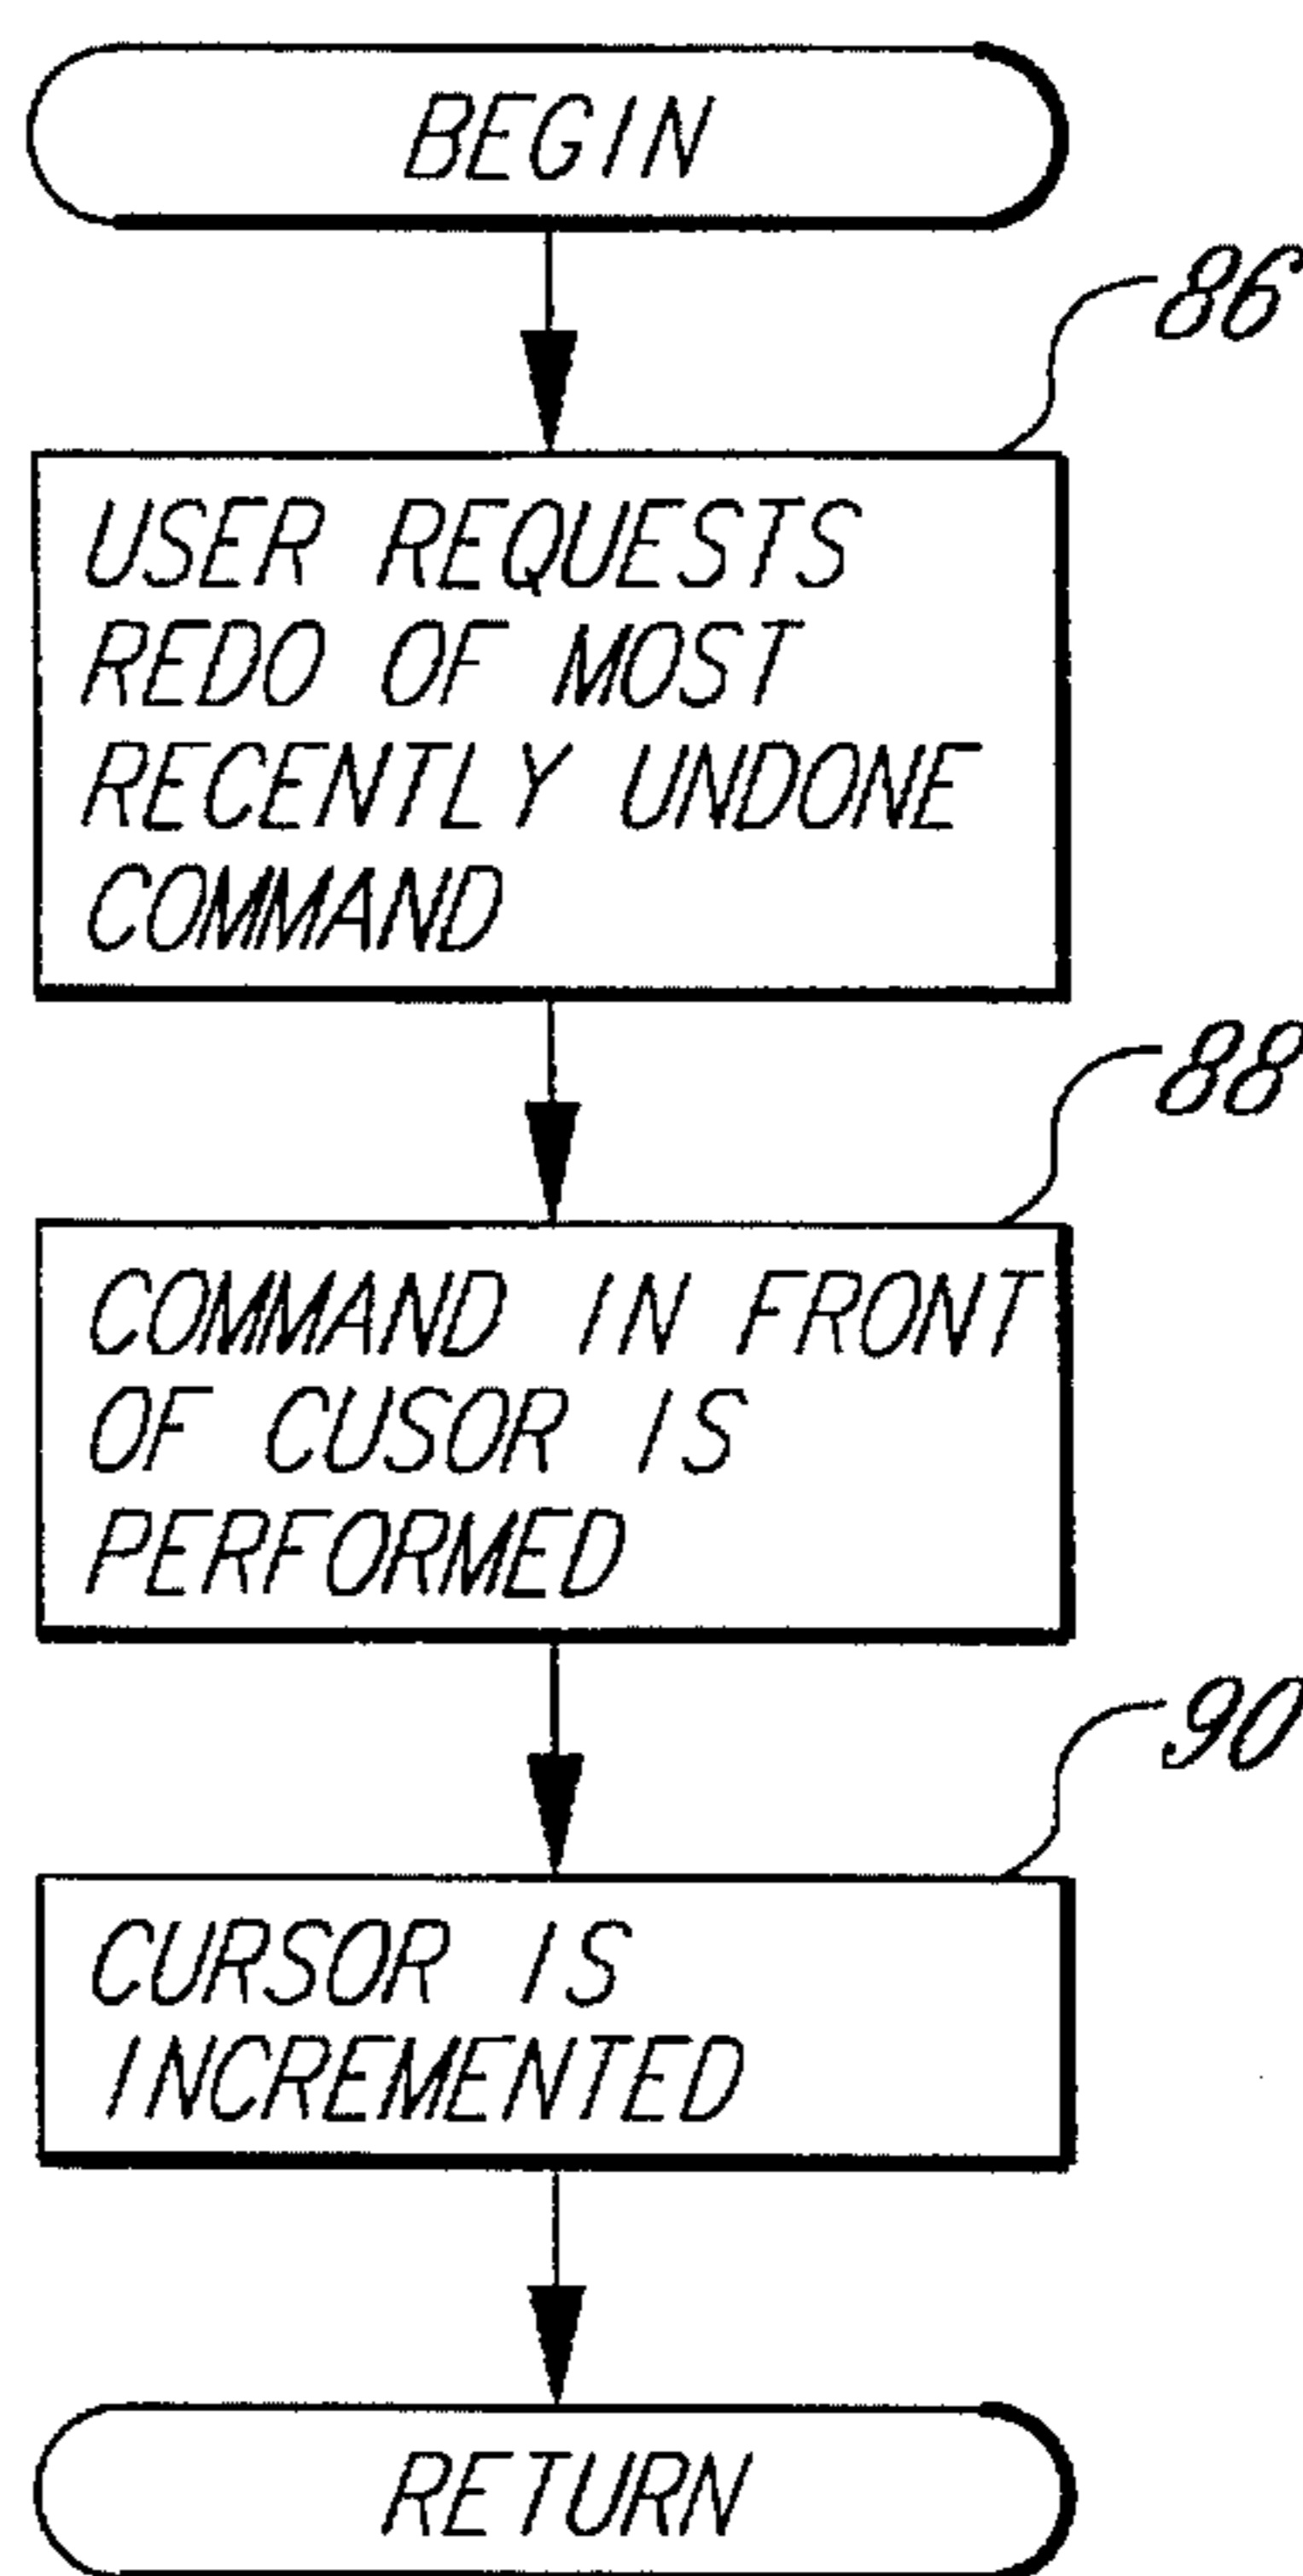 BEGIN
86
USER REQUESTS
REDO OF MOST
RECENTLY UNDONE
COMMAND
88
COMMAND IN FRONT
OF CUSOR IS
PERFORMED
90
CURSOR IS
INCREMENTED
RETURN